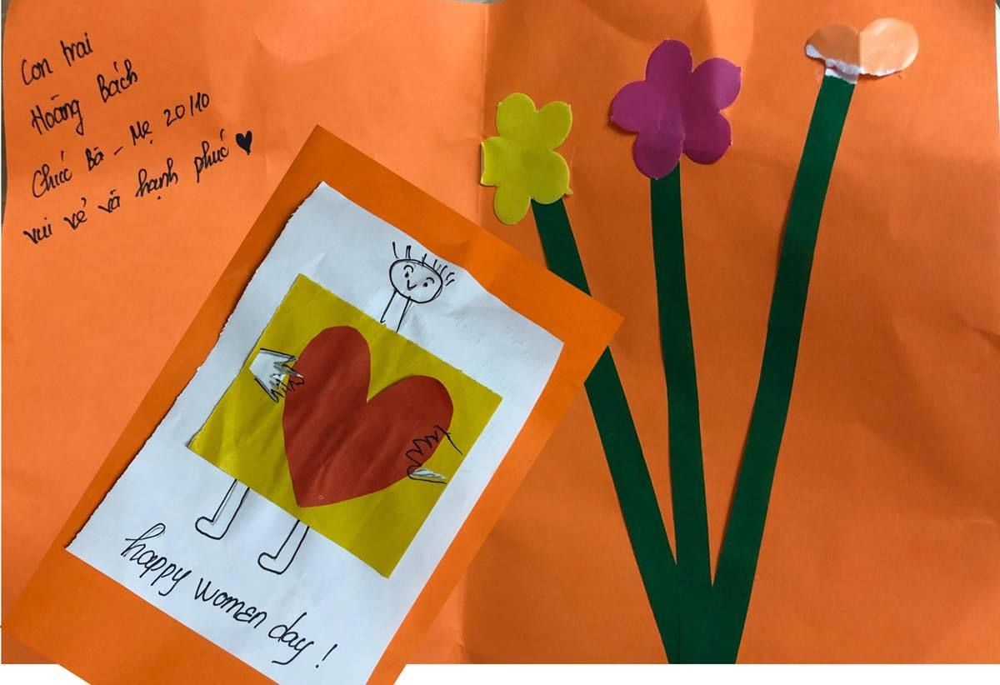 Con trai
Hoàng Bách
Chúc Bà - Mẹ 20/10
vui vẻ và hạnh phúc ♥
happy women day!